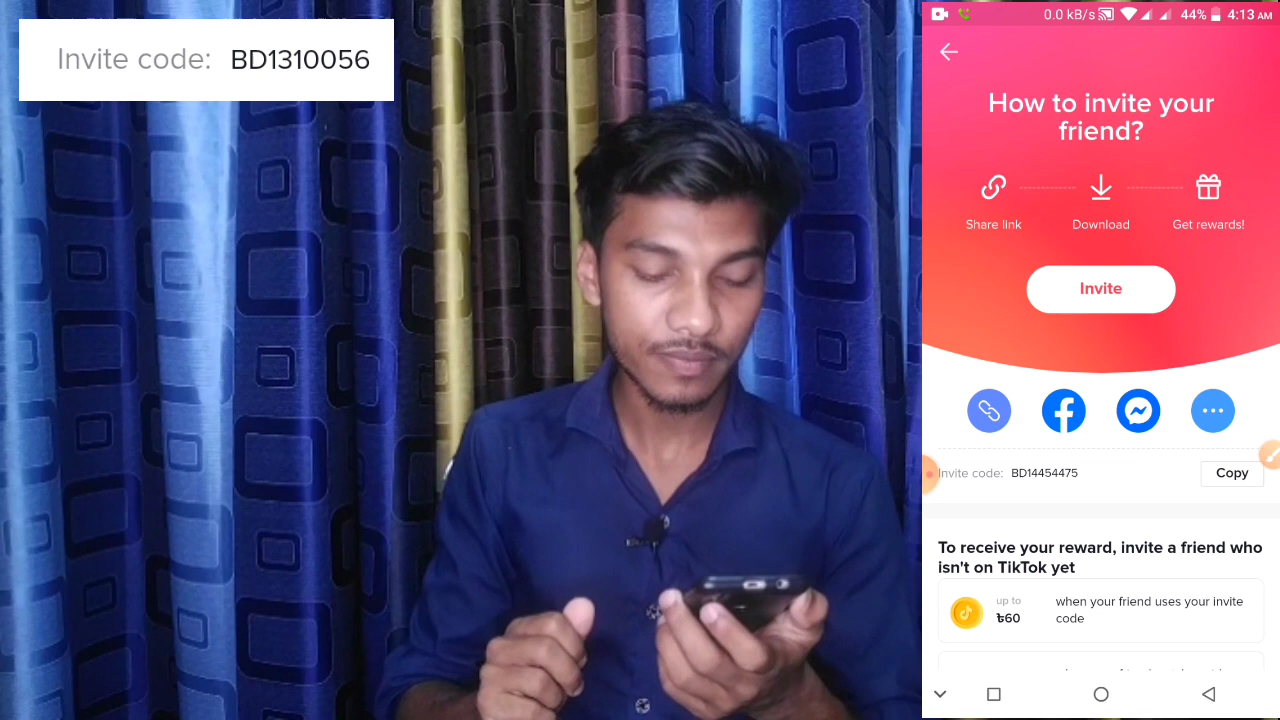 Invite code: BD1310056
0.0 kB/s 44% 4:13 AM
How to invite your
friend?
Share link Download Get rewards!
Invite
Invite code: BD14454475 Copy
To receive your reward, invite a friend who
isn't on TikTok yet
up to
৳60
when your friend uses your invite
code